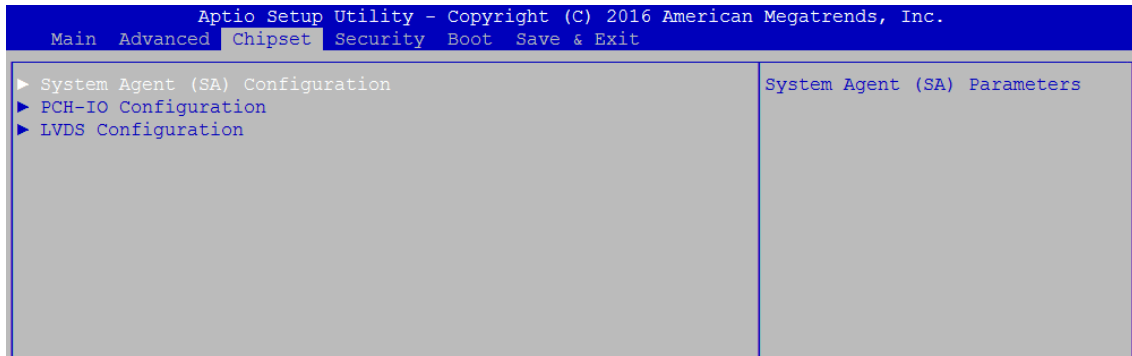 Aptio Setup Utility – Copyright (C) 2016 American Megatrends, Inc.
Main Advanced Chipset Security Boot Save & Exit
► System Agent (SA) Configuration
► PCH-IO Configuration
► LVDS Configuration
System Agent (SA) Parameters